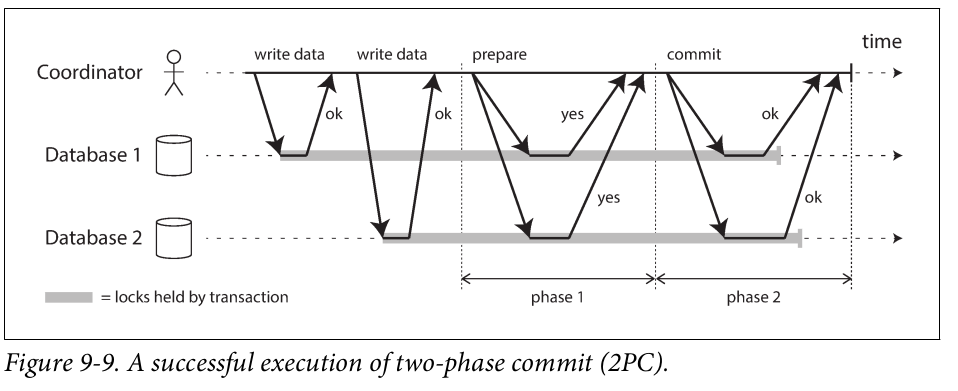 time
write data write data prepare commit
Coordinator
ok ok yes ok
Database 1
yes ok
Database 2
= locks held by transaction
phase 1 phase 2
Figure 9-9. A successful execution of two-phase commit (2PC).